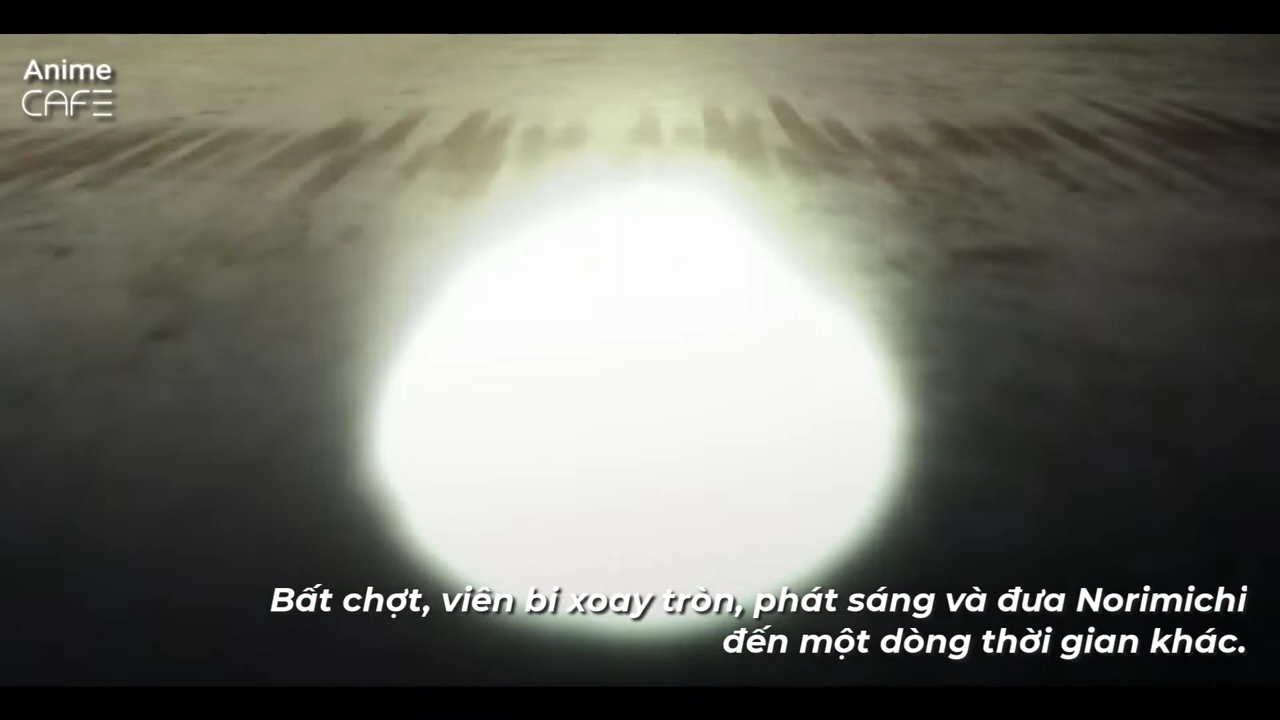 Anime
CAFE
Bất chợt, viên bi xoay tròn, phát sáng và đưa Norimichi
đến một dòng thời gian khác.